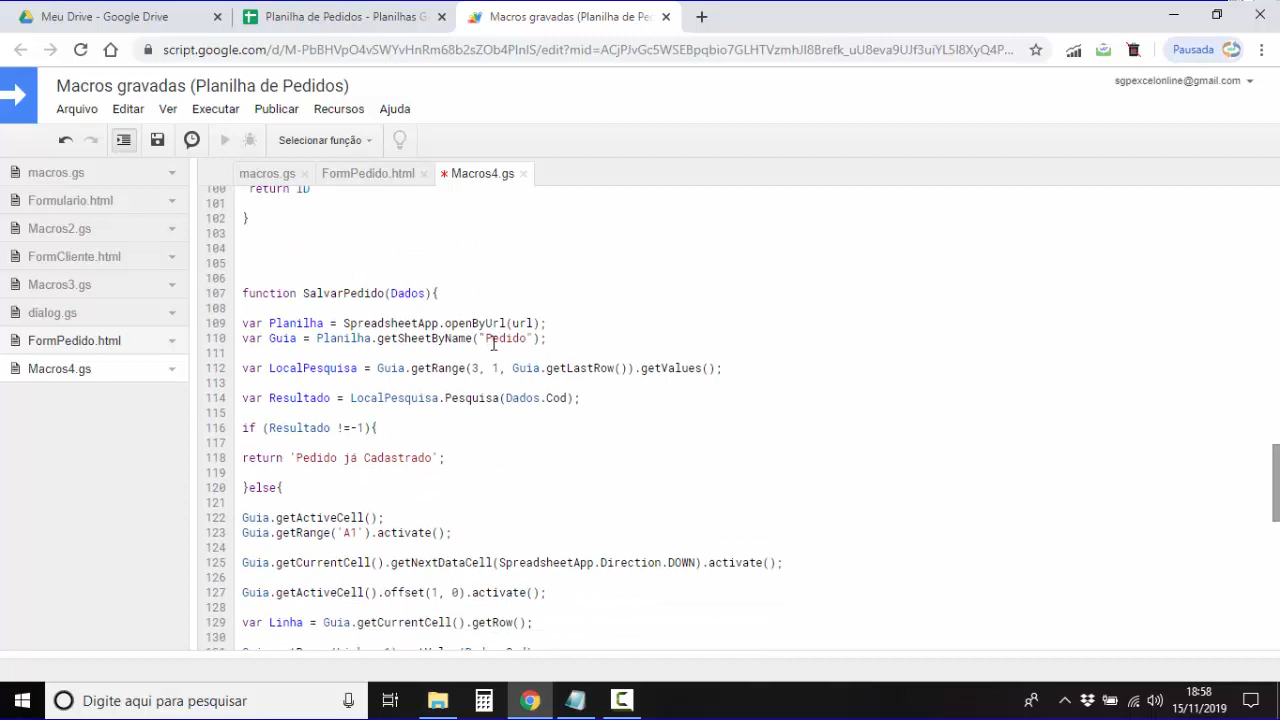 Meu Drive - Google Drive
Planilha de Pedidos - Planilhas G
Macros gravadas (Planilha de Pe
script.google.com/d/M-PbBHVpO4vSWYvHnRm68b2sZOb4PInIS/edit?mid=
Pausada
Macros gravadas (Planilha de Pedidos)
sgpexcelonline@gmail.com
Arquivo Editar Ver Executar Publicar Recursos Ajuda
Selecionar função
macros.gs FormPedido.html * Macros4.gs
macros.gs
Formulario.html
Macros2.gs
FormCliente.html
Macros3.gs
dialog.gs
FormPedido.html
Macros4.gs
100 return ID
101
102 }
103
104
105
106
107 function SalvarPedido(Dados){
108
109 var Planilha = SpreadsheetApp.openByUrl(url);
110 var Guia = Planilha.getSheetByName("Pedido");
111
112 var LocalPesquisa = Guia.getRange(3, 1, Guia.getLastRow()).getValues();
113
114 var Resultado = LocalPesquisa.Pesquisa(Dados.Cod);
115
116 if (Resultado !=-1){
117
118 return 'Pedido já Cadastrado';
119
120 }else{
121
122 Guia.getActiveCell();
123 Guia.getRange('A1').activate();
124
125 Guia.getCurrentCell().getNextDataCell(SpreadsheetApp.Direction.DOWN).activate();
126
127 Guia.getActiveCell().offset(1, 0).activate();
128
129 var Linha = Guia.getCurrentCell().getRow();
130
Digite aqui para pesquisar
18:58
15/11/2019